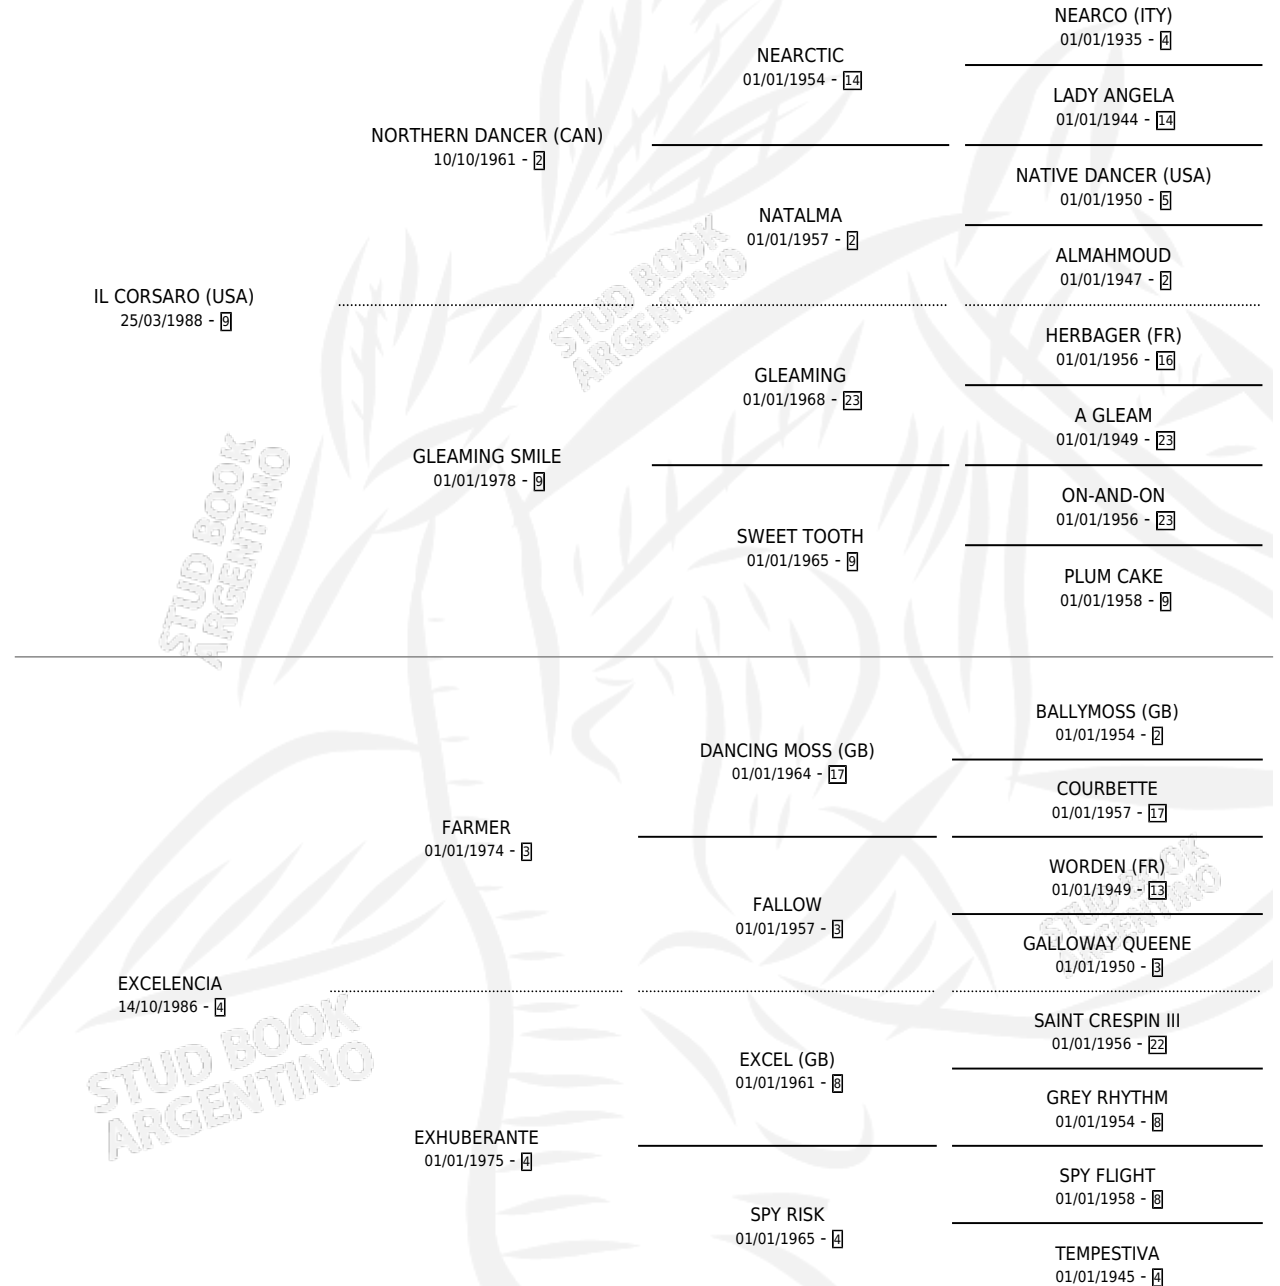 NEARCO (ITY)
01/01/1935 - 4
NEARCTIC
01/01/1954 - 14
LADY ANGELA
01/01/1944 - 14
NORTHERN DANCER (CAN)
10/10/1961 - 2
NATIVE DANCER (USA)
01/01/1950 - 5
NATALMA
01/01/1957 - 2
ALMAHMOUD
01/01/1947 - 2
IL CORSARO (USA)
25/03/1988 - 9
STUD BOOK
ARGENTINO
HERBAGER (FR)
01/01/1956 - 16
GLEAMING
01/01/1968 - 23
A GLEAM
01/01/1949 - 23
GLEAMING SMILE
01/01/1978 - 9
ON-AND-ON
01/01/1956 - 23
SWEET TOOTH
01/01/1965 - 9
PLUM CAKE
01/01/1958 - 9
STUD BOOK
ARGENTINO
BALLYMOSS (GB)
01/01/1954 - 2
DANCING MOSS (GB)
01/01/1964 - 17
COURBETTE
01/01/1957 - 17
FARMER
01/01/1974 - 3
WORDEN (FR)
01/01/1949 - 13
FALLOW
01/01/1957 - 3
GALLOWAY QUEENE
01/01/1950 - 3
STUD BOOK
ARGENTINO
EXCELENCIA
14/10/1986 - 4
SAINT CRESPIN III
01/01/1956 - 22
EXCEL (GB)
01/01/1961 - 8
GREY RHYTHM
01/01/1954 - 8
STUD BOOK
ARGENTINO
EXHUBERANTE
01/01/1975 - 4
SPY FLIGHT
01/01/1958 - 8
SPY RISK
01/01/1965 - 4
TEMPESTIVA
01/01/1945 - 4